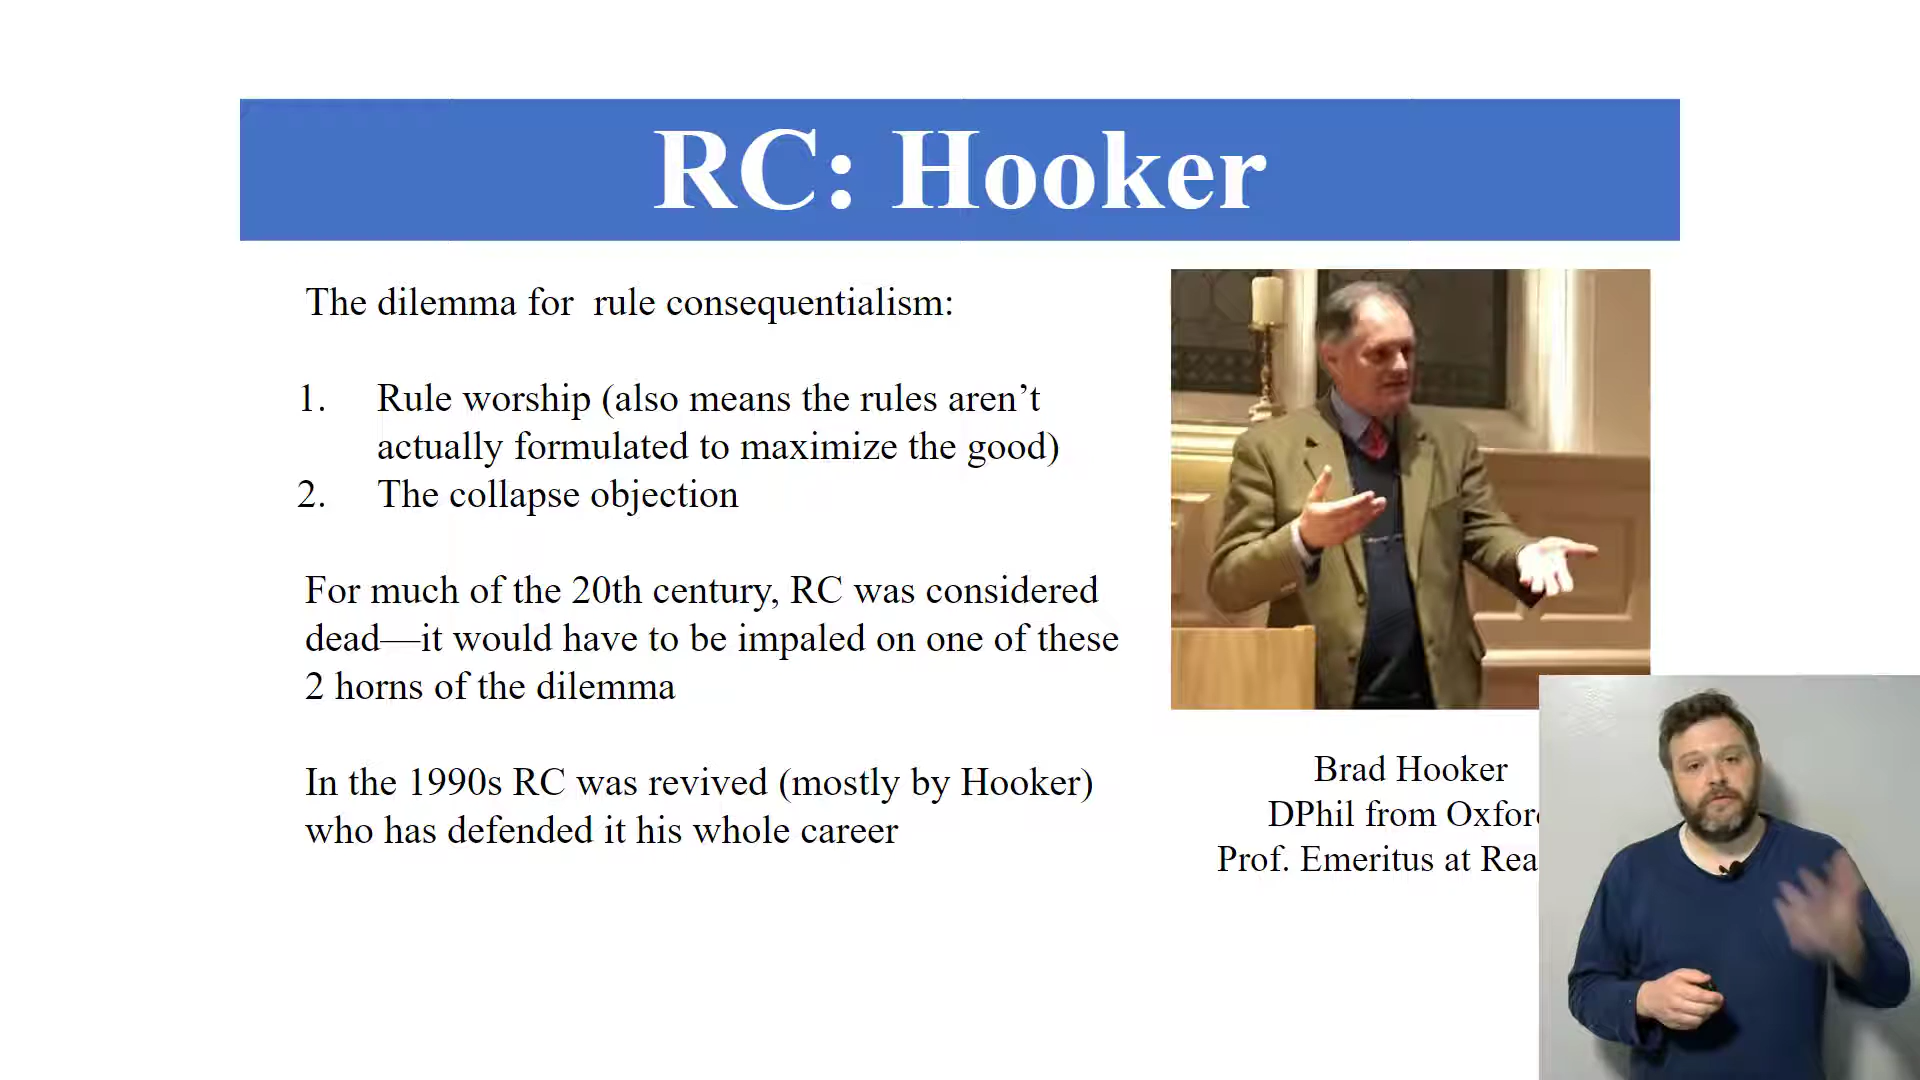 RC: Hooker
The dilemma for rule consequentialism:
1. Rule worship (also means the rules aren’t
actually formulated to maximize the good)
2. The collapse objection
For much of the 20th century, RC was considered
dead—it would have to be impaled on one of these
2 horns of the dilemma
In the 1990s RC was revived (mostly by Hooker)
who has defended it his whole career
Brad Hooker
DPhil from
Prof. Emeritus at